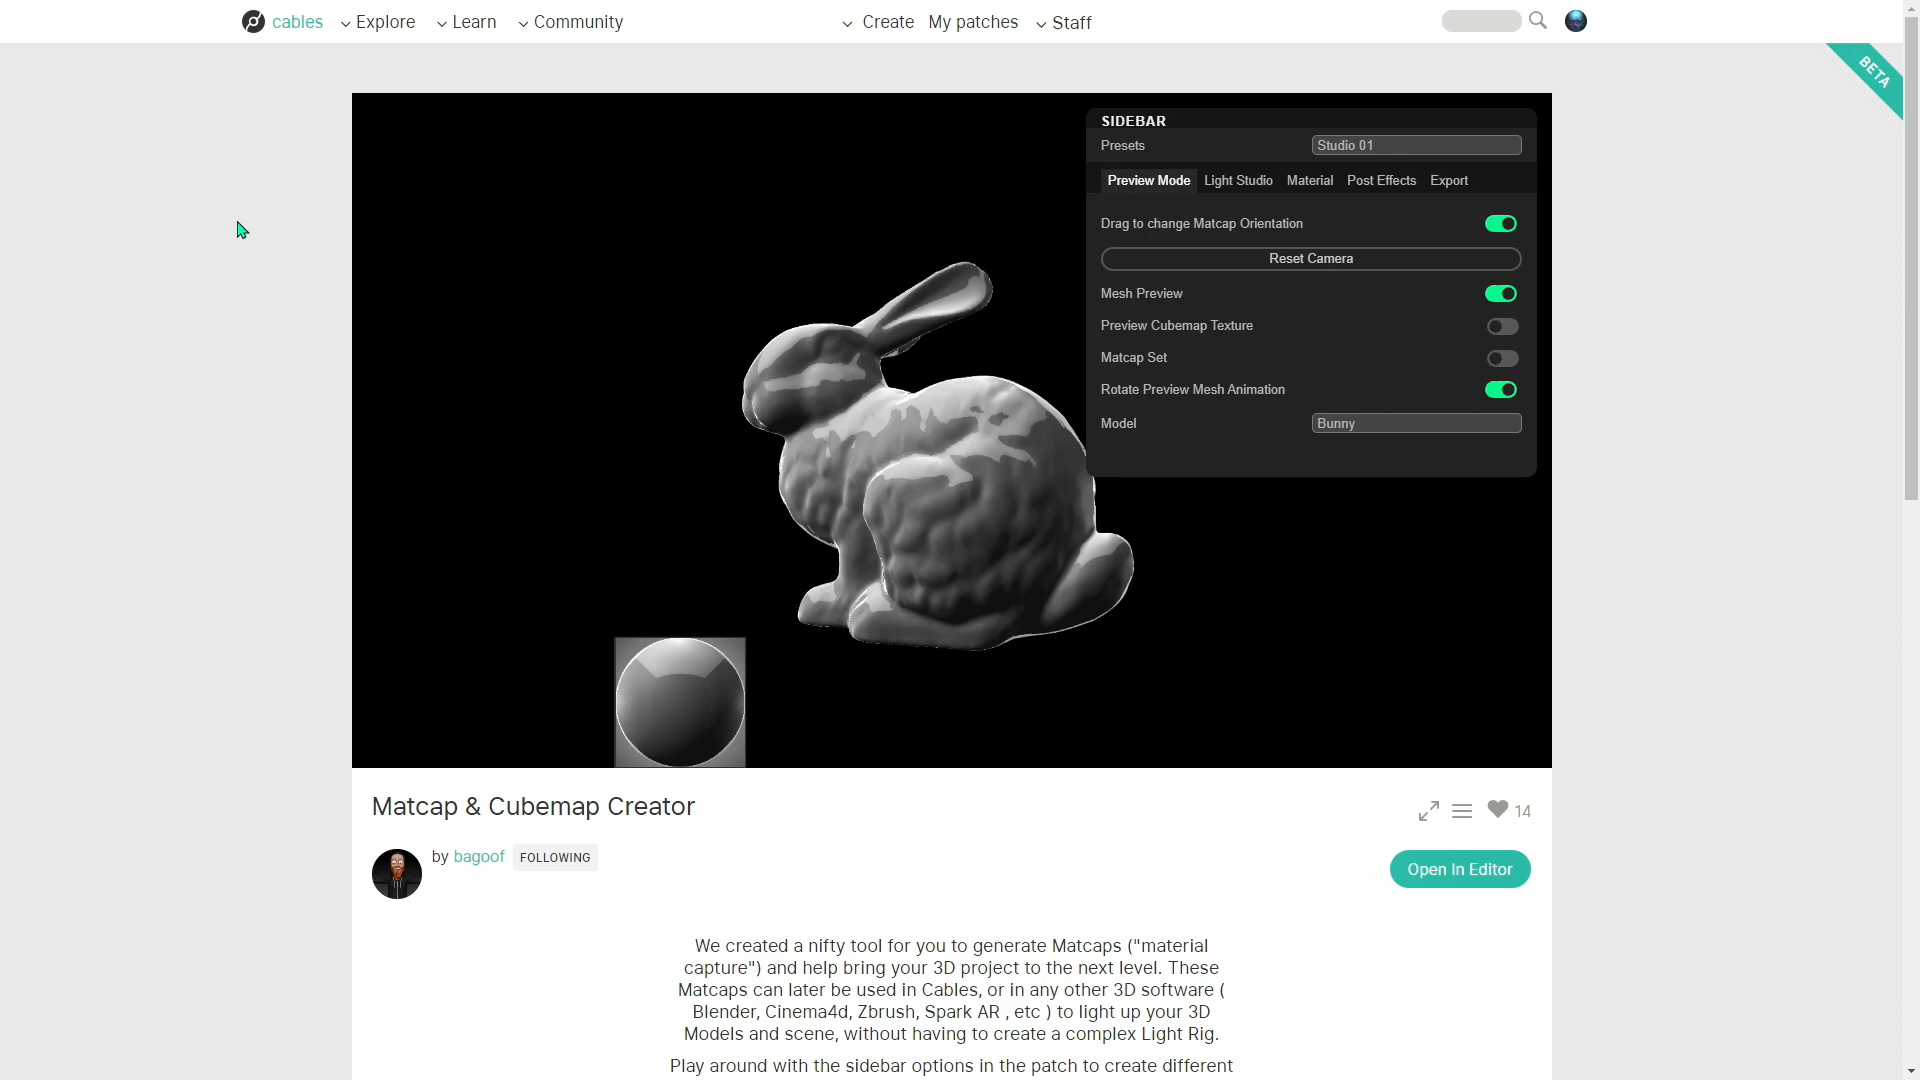 cables Explore Learn Community Create My patches Staff
BETA
SIDEBAR
Presets Studio 01
Preview Mode Light Studio Material Post Effects Export
Drag to change Matcap Orientation
Reset Camera
Mesh Preview
Preview Cubemap Texture
Matcap Set
Rotate Preview Mesh Animation
Model Bunny
Matcap & Cubemap Creator
14
by bagoof FOLLOWING
Open In Editor
We created a nifty tool for you to generate Matcaps ("material
capture") and help bring your 3D project to the next level. These
Matcaps can later be used in Cables, or in any other 3D software (
Blender, Cinema4d, Zbrush, Spark AR , etc ) to light up your 3D
Models and scene, without having to create a complex Light Rig.
Play around with the sidebar options in the patch to create different